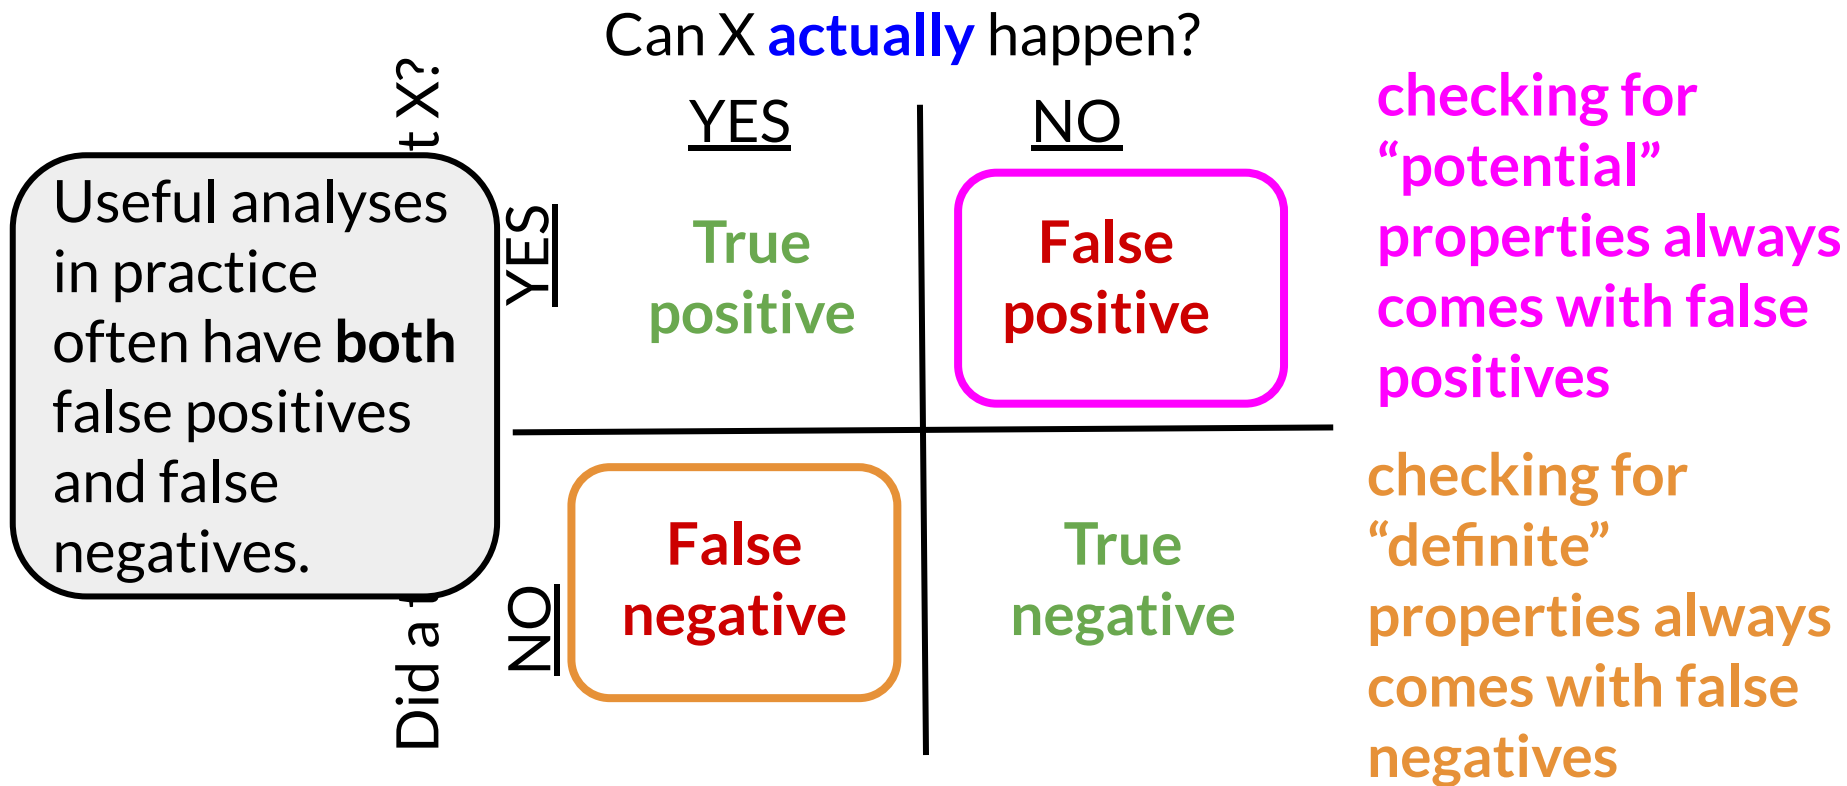 Can X actually happen?
YES
NO
Did a t
t X?
YES
NO
Useful analyses
in practice
often have both
false positives
and false
negatives.
True
positive
False
positive
False
negative
True
negative
checking for
“potential”
properties always
comes with false
positives
checking for
“definite”
properties always
comes with false
negatives